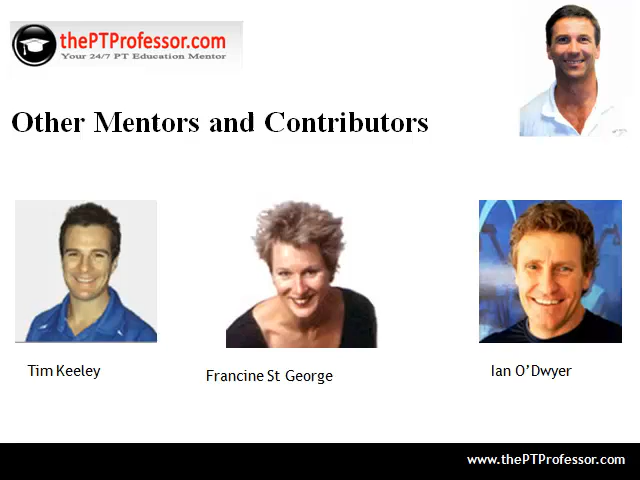 thePTProfessor.com
Your 24/7 PT Education Mentor
Other Mentors and Contributors
Tim Keeley
Francine St George
Ian O’Dwyer
www.thePTProfessor.com